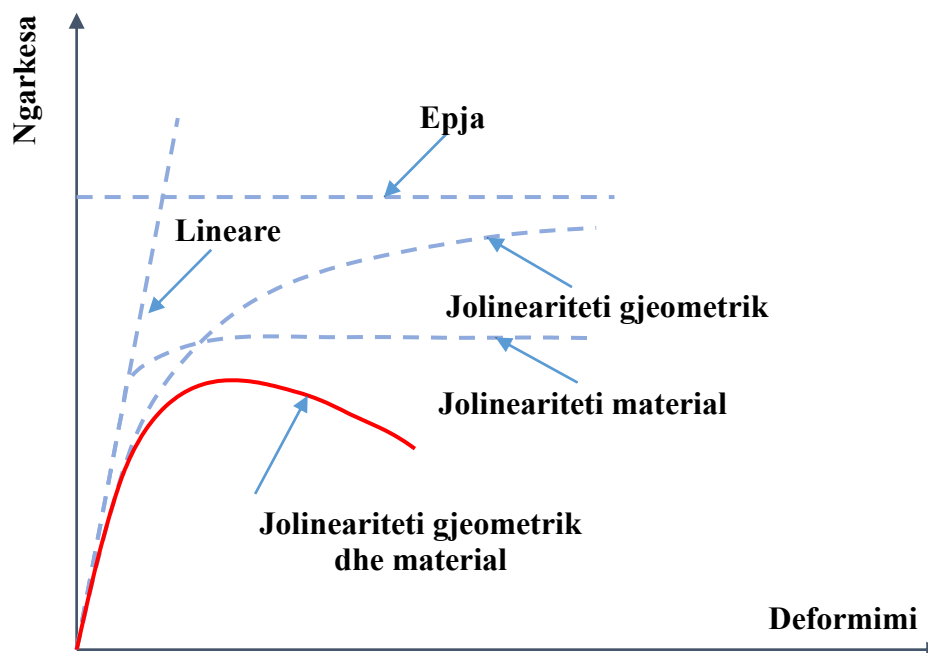 Ngarkesa
Epja
Lineare
Jolineariteti gjeometrik
Jolineariteti material
Jolineariteti gjeometrik
dhe material
Deformimi